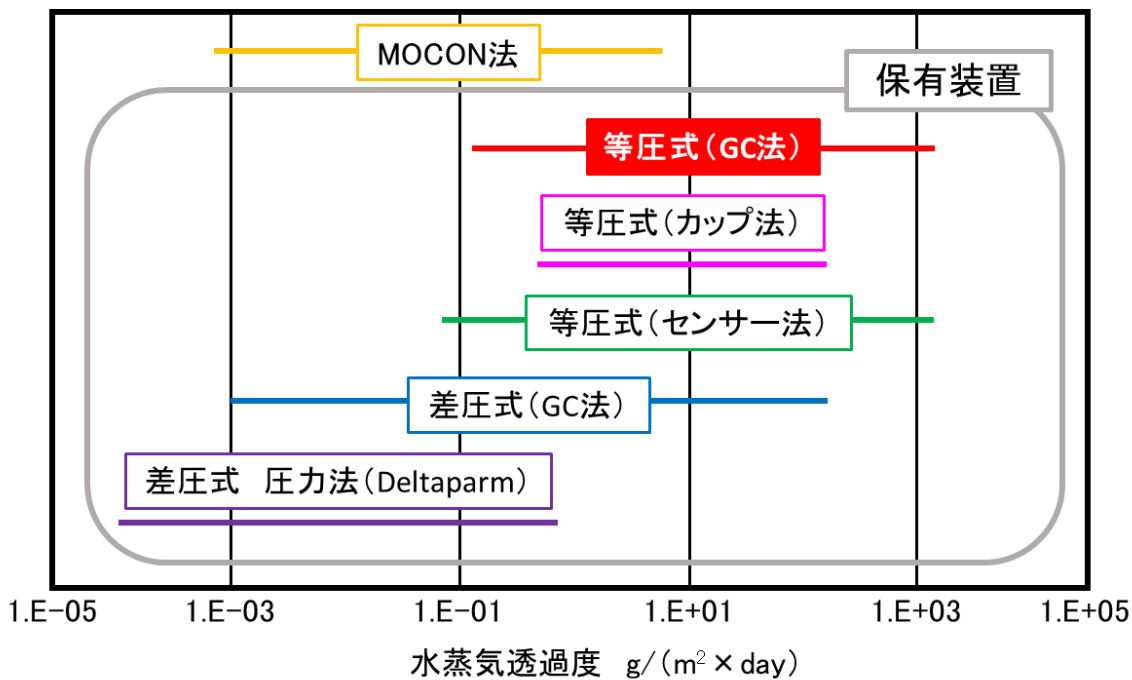 MOCON法
保有装置
等圧式(GC法)
等圧式(カップ法)
等圧式(センサー法)
差圧式(GC法)
差圧式 圧力法(Deltaparm)
1.E-05 1.E-03 1.E-01 1.E+01 1.E+03 1.E+05
水蒸気透過度 g/(m²×day)